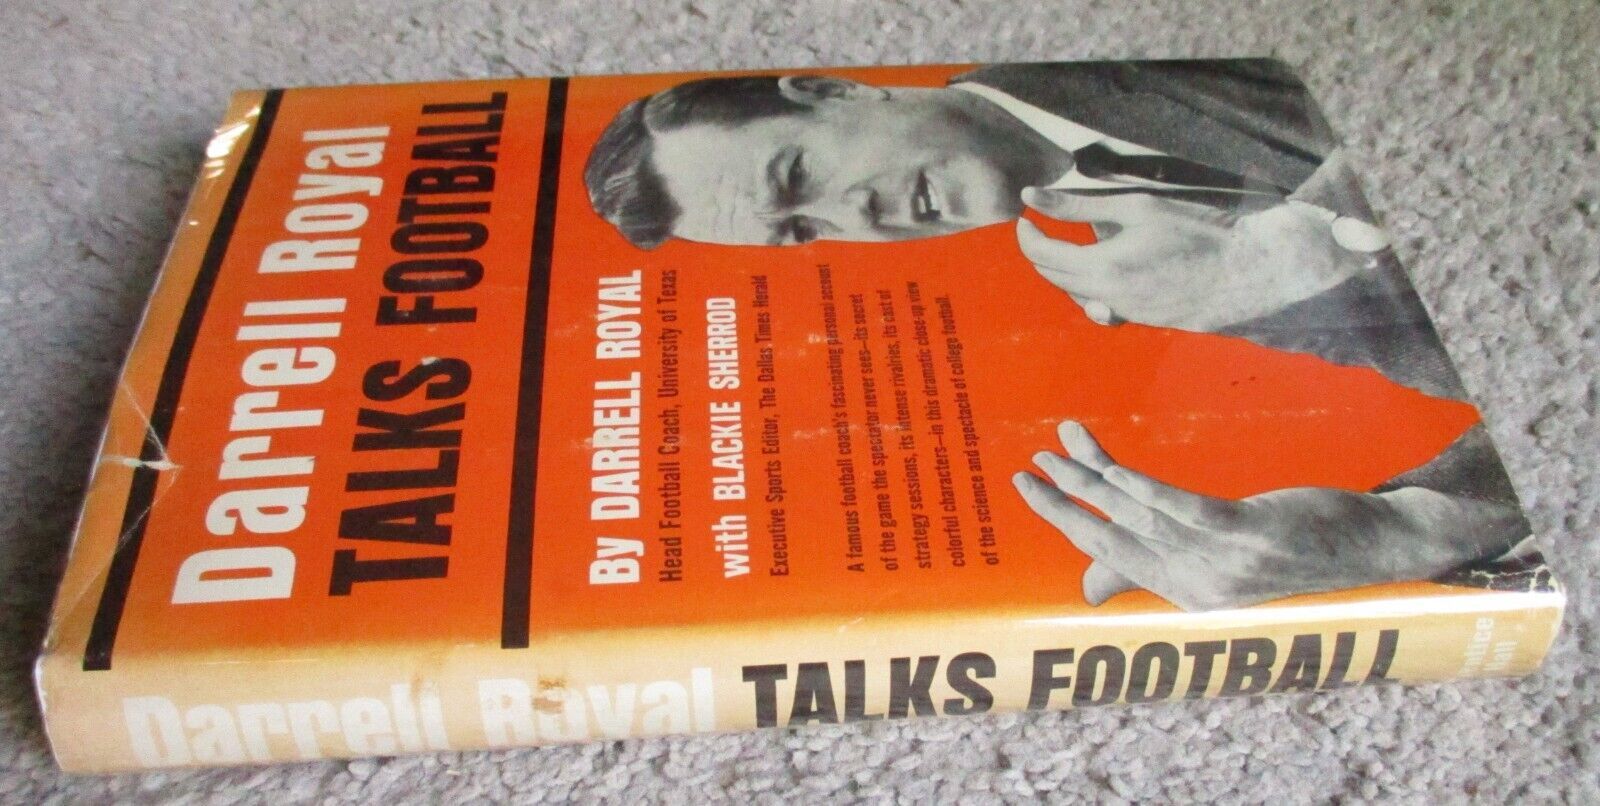 Darrell Royal
TALKS FOOTBALL
By DARRELL ROYAL
Head Football Coach, University of Texas
with BLACKIE SHERROD
Executive Sports Editor, The Dallas Times Herald
A famous football coach's fascinating personal account
of the game the spectator never sees—its secret
strategy sessions, its intense rivalries, its cast of
colorful characters—in this dramatic close-up view
of the science and spectacle of college football.
Darrell Royal TALKS FOOTBALL